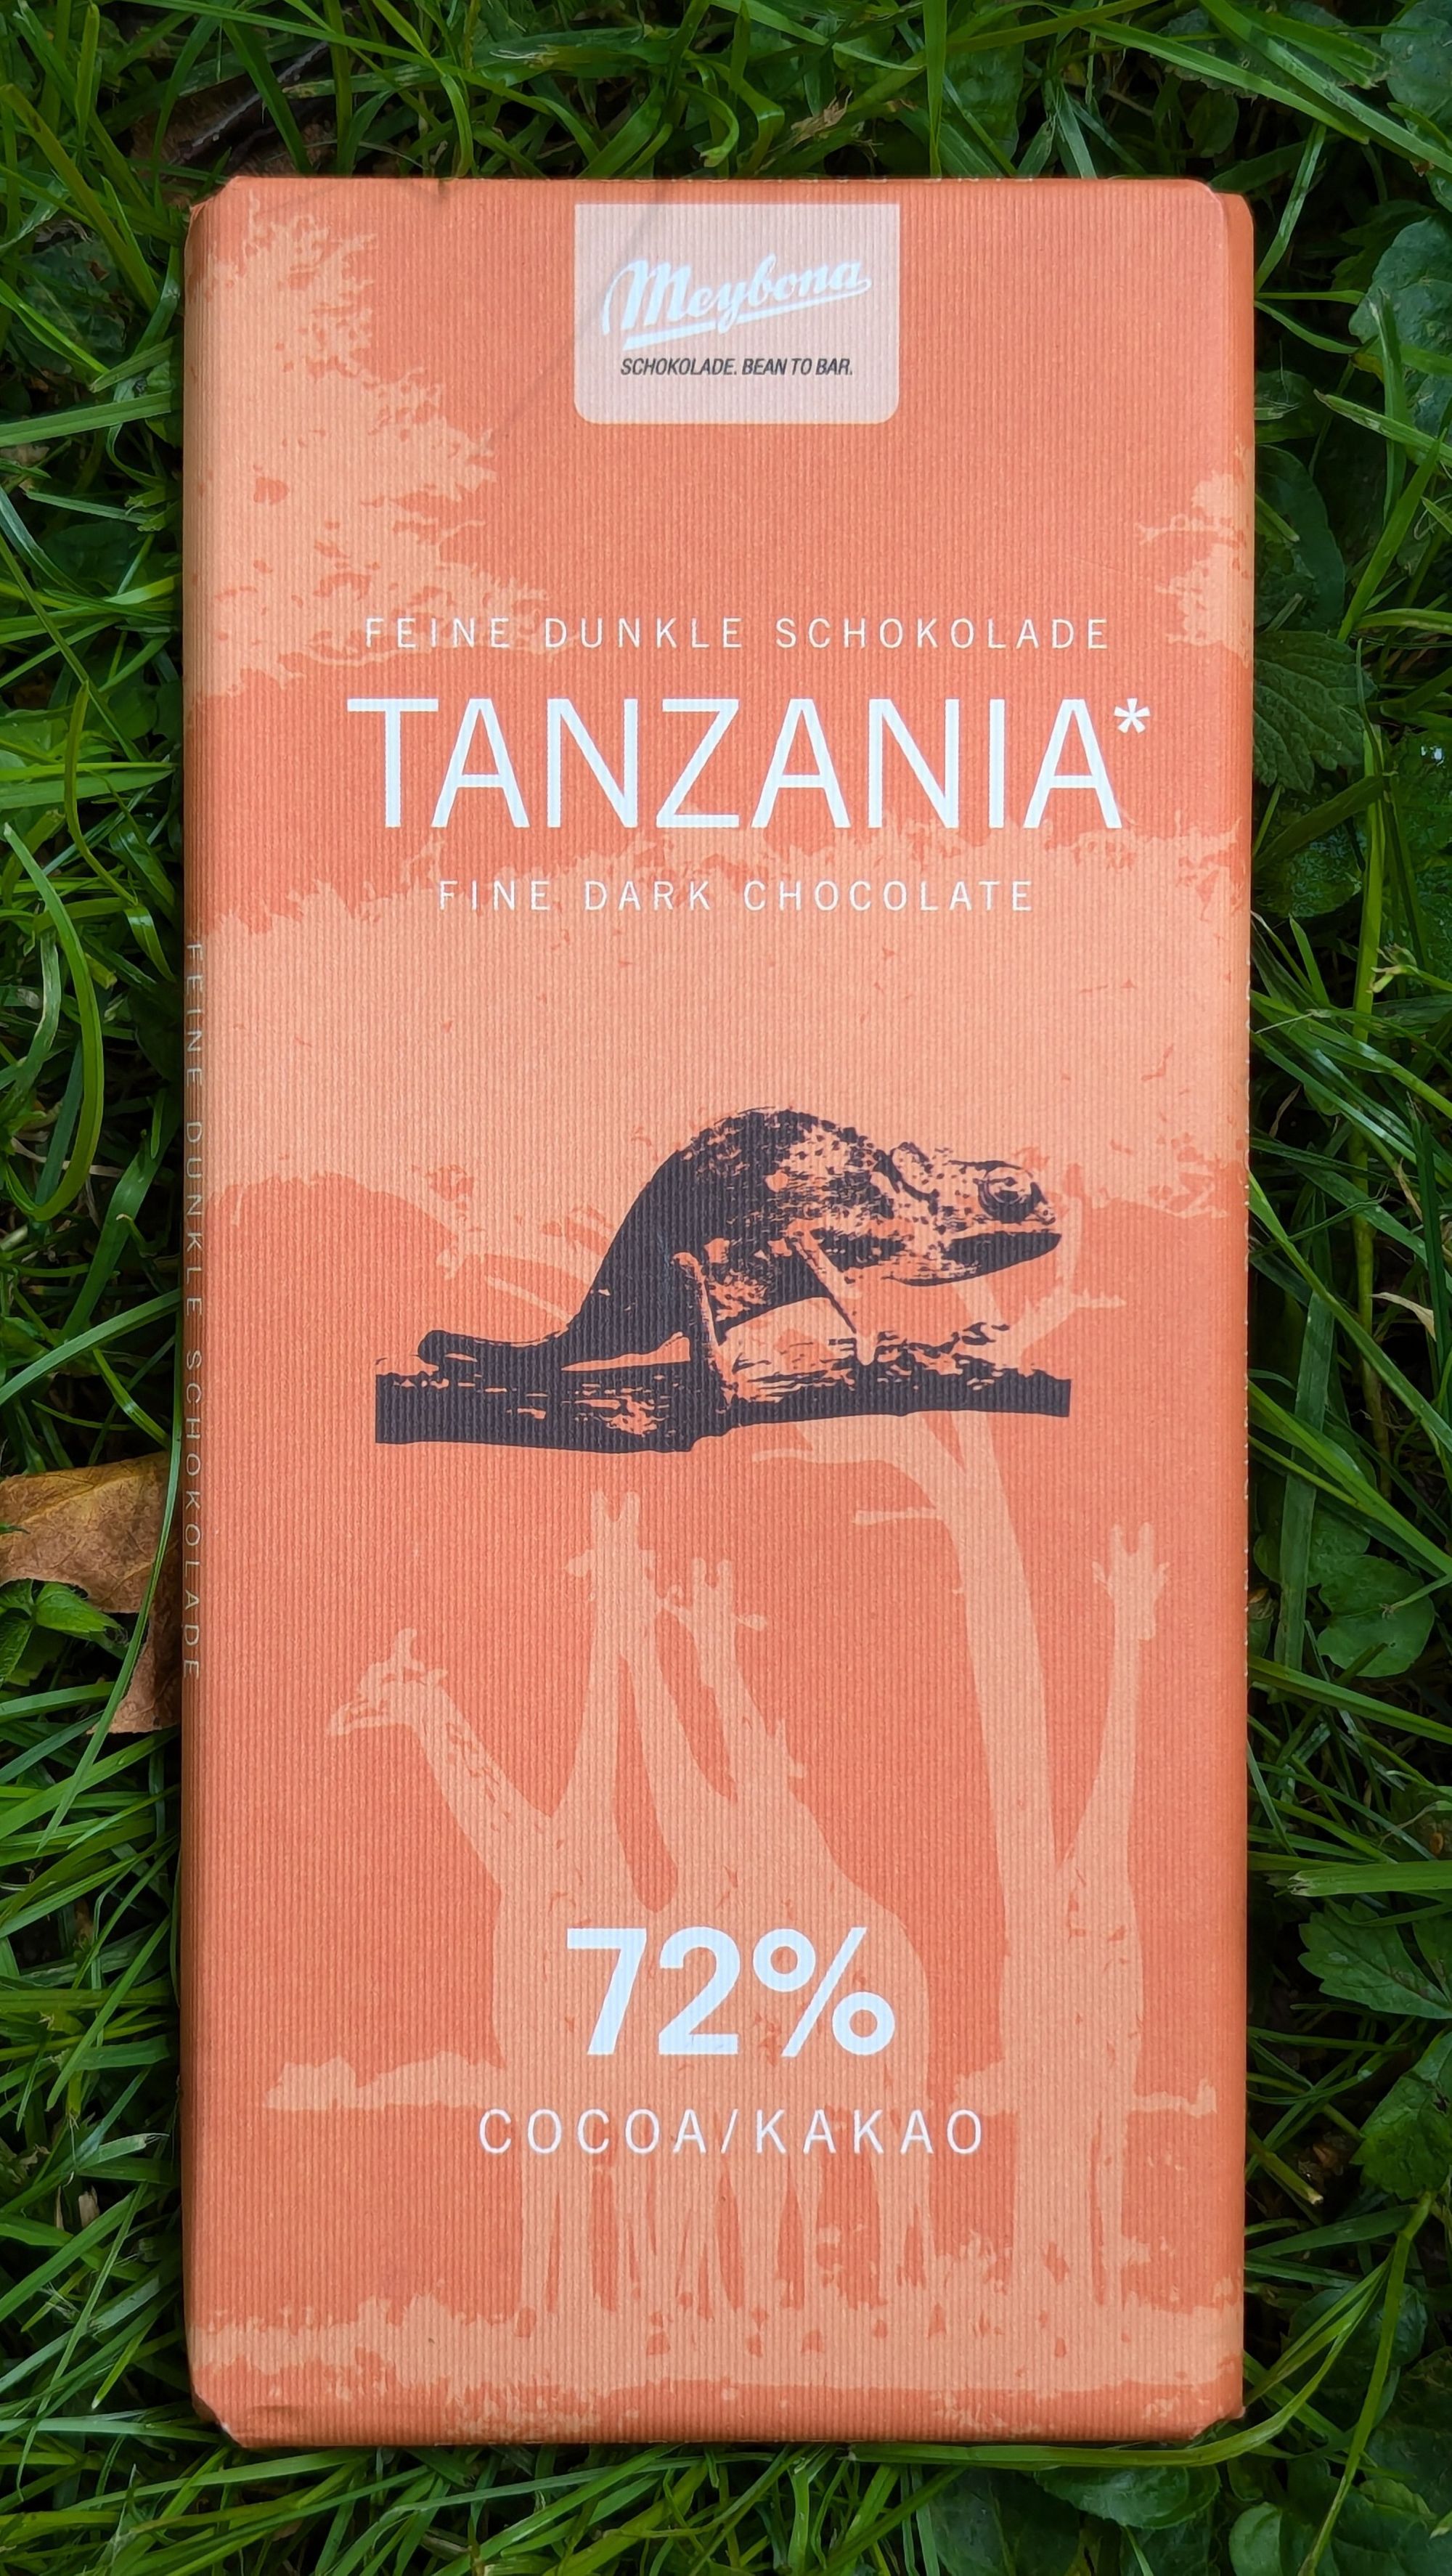 Meybona
SCHOKOLADE. BEAN TO BAR.
FEINE DUNKLE SCHOKOLADE
TANZANIA*
FINE DARK CHOCOLATE
FEINE DUNKLE SCHOKOLADE
72%
COCOA/KAKAO